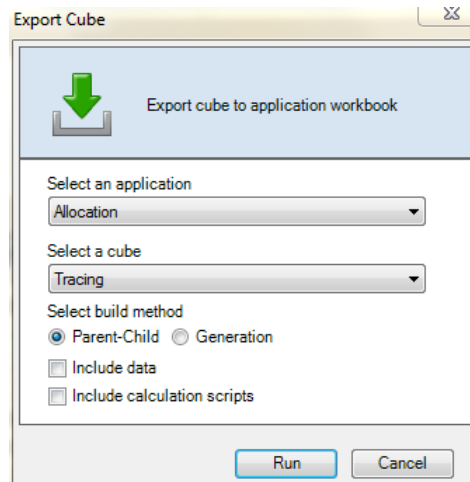 Export Cube
Export cube to application workbook
Select an application
Allocation
Select a cube
Tracing
Select build method
Parent-Child Generation
Include data
Include calculation scripts
Run Cancel